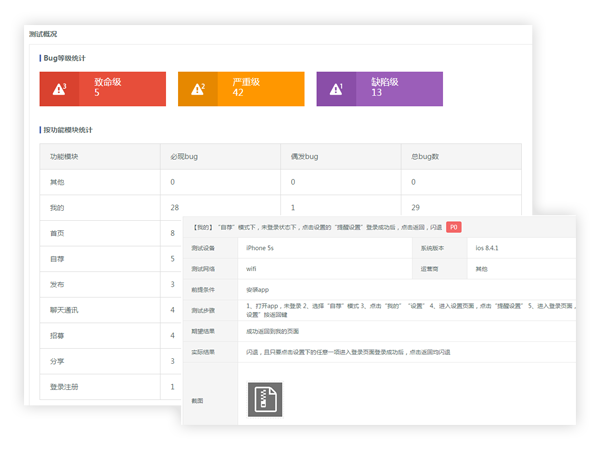 测试概况
Bug等级统计
3 致命级
5
2 严重级
42
1 缺陷级
13
按功能模块统计
功能模块 必现bug 偶发bug 总bug数
其他 0 0 0
我的 28 1 29
首页 8
自荐 5
发布 3
聊天通讯 4
招募 4
分享 3
登录注册 1
【我的】“自荐”模式下，未登录状态下，点击设置的“提醒设置”登录成功后，点击返回，闪退 P0
测试设备 iPhone 5s 系统版本 ios 8.4.1
测试网络 wifi 运营商 其他
前提条件 安装app
测试步骤 1、打开app，未登录 2、选择“自荐”模式 3、点击“我的” “设置” 4、进入设置页面，点击“提醒设置” 5、进入登录页面，
设置”按返回键
期望结果 成功返回到我的页面
实际结果 闪退，且只要点击设置下的任意一项进入登录页面登录成功后，点击返回均闪退
截图